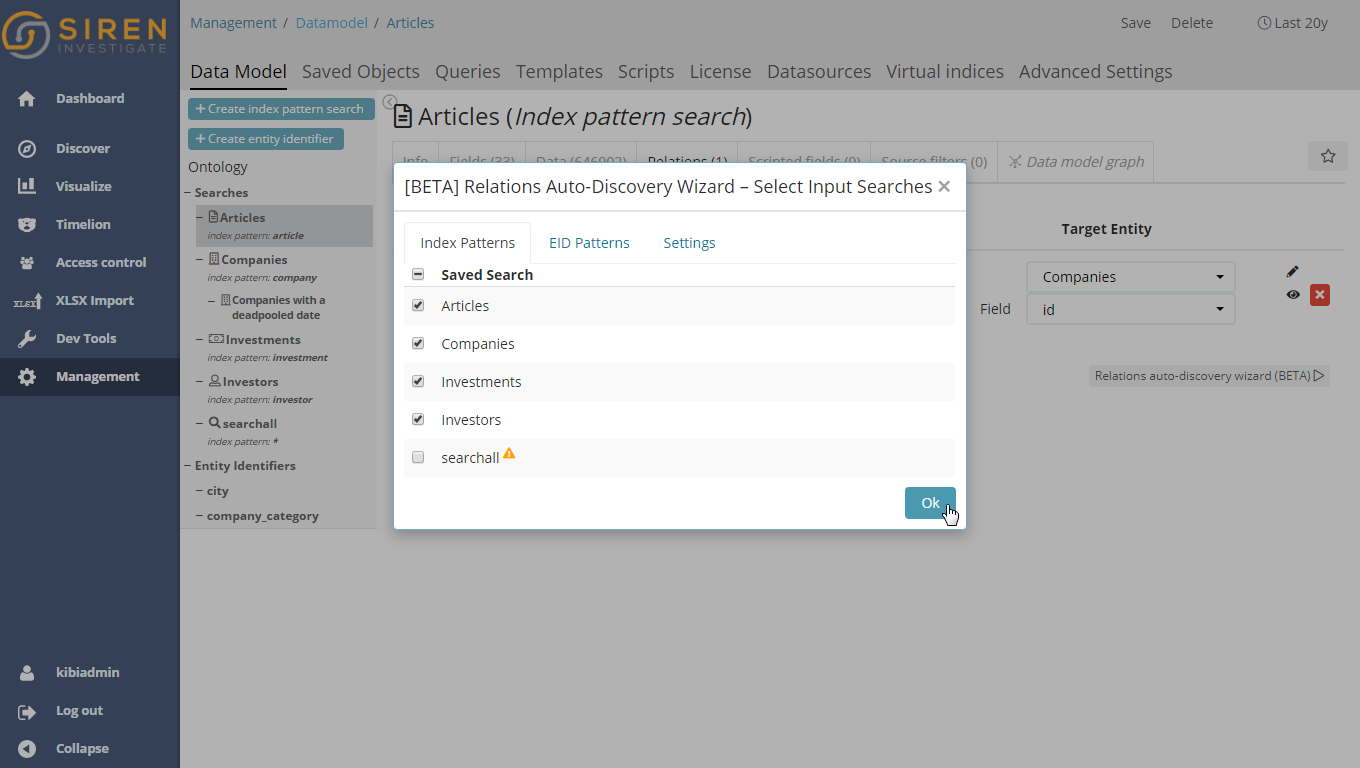 SIREN
INVESTIGATE
Dashboard
Discover
Visualize
Timelion
Access control
XLSX XLSX Import
Dev Tools
Management
kibiadmin
Log out
Collapse
Management / Datamodel / Articles
Save Delete Last 20y
Data Model Saved Objects Queries Templates Scripts License Datasources Virtual indices Advanced Settings
+ Create index pattern search
+ Create entity identifier
Ontology
Searches
Articles
index pattern: article
Companies
index pattern: company
Companies with a
deadpooled date
Investments
index pattern: investment
Investors
index pattern: investor
searchall
index pattern: *
Entity Identifiers
city
company_category
Articles (Index pattern search)
Info Fields (33) Data (646902) Relations (1) Scripted fields (0) Source filters (0) Data model graph
Target Entity
Companies
Field id
Relations auto-discovery wizard (BETA)
[BETA] Relations Auto-Discovery Wizard – Select Input Searches ×
Index Patterns EID Patterns Settings
Saved Search
Articles
Companies
Investments
Investors
searchall
Ok